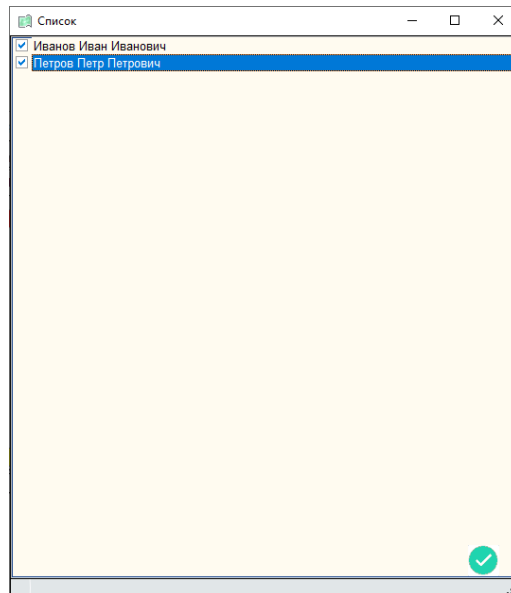 Список
Иванов Иван Иванович
Петров Петр Петрович